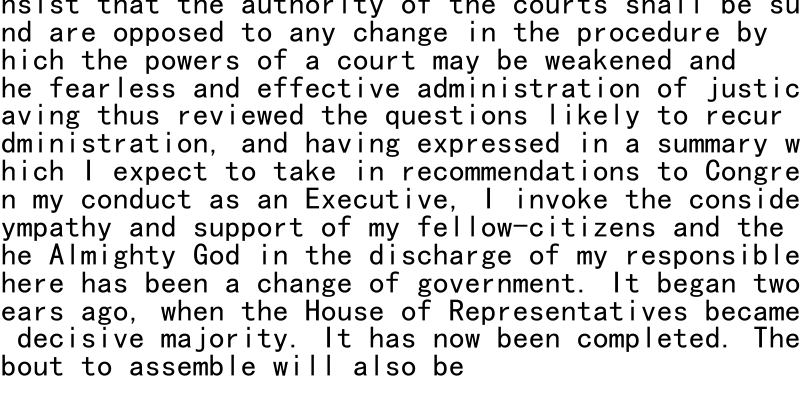 nsist that the authority of the courts shall be su
nd are opposed to any change in the procedure by
hich the powers of a court may be weakened and
he fearless and effective administration of justic
aving thus reviewed the questions likely to recur
dministration, and having expressed in a summary w
hich I expect to take in recommendations to Congre
n my conduct as an Executive, I invoke the conside
ympathy and support of my fellow-citizens and the
he Almighty God in the discharge of my responsible
here has been a change of government. It began two
ears ago, when the House of Representatives became
decisive majority. It has now been completed. The
bout to assemble will also be